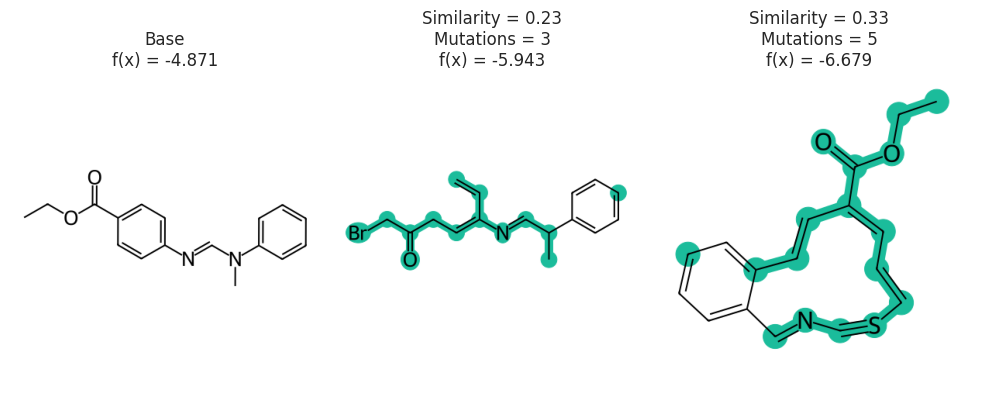 Base
f(x) = -4.871
Similarity = 0.23
Mutations = 3
f(x) = -5.943
Similarity = 0.33
Mutations = 5
f(x) = -6.679
O
O
N
N
Br
O
N
O
O
N
S